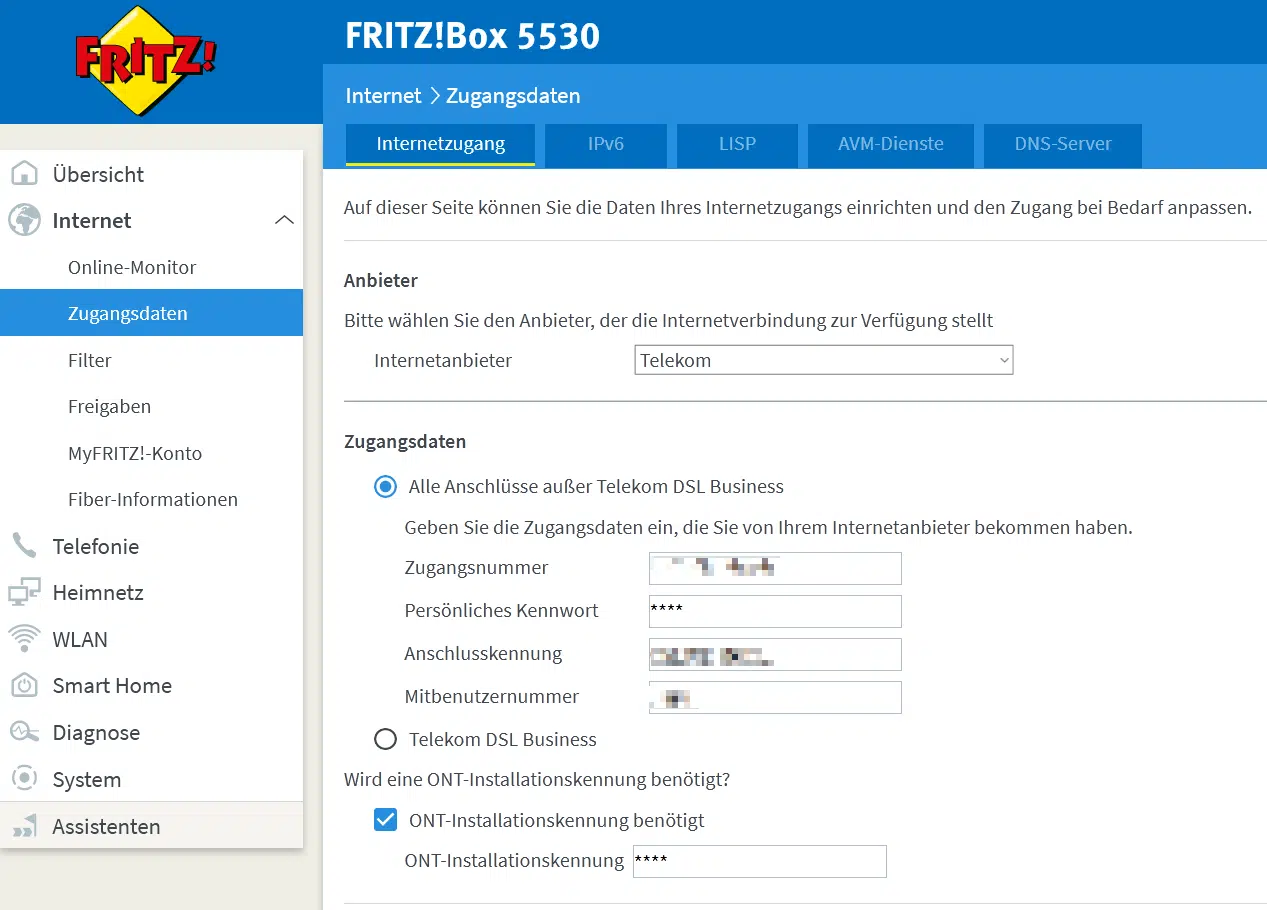 FRITZ!
FRITZ!Box 5530
Internet > Zugangsdaten
Internetzugang
IPv6
LISP
AVM-Dienste
DNS-Server
Übersicht
Internet
Online-Monitor
Zugangsdaten
Filter
Freigaben
MyFRITZ!-Konto
Fiber-Informationen
Telefonie
Heimnetz
WLAN
Smart Home
Diagnose
System
Assistenten
Auf dieser Seite können Sie die Daten Ihres Internetzugangs einrichten und den Zugang bei Bedarf anpassen.
Anbieter
Bitte wählen Sie den Anbieter, der die Internetverbindung zur Verfügung stellt
Internetanbieter Telekom
Zugangsdaten
Alle Anschlüsse außer Telekom DSL Business
Geben Sie die Zugangsdaten ein, die Sie von Ihrem Internetanbieter bekommen haben.
Zugangsnummer
Persönliches Kennwort ****
Anschlusskennung
Mitbenutzernummer
Telekom DSL Business
Wird eine ONT-Installationskennung benötigt?
ONT-Installationskennung benötigt
ONT-Installationskennung ****